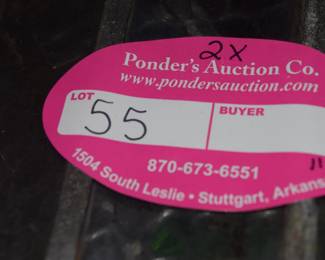 2x
Ponder's Auction Co.
www.pondersauction.com
LOT
55
BUYER
870-673-6551
1504 South Leslie • Stuttgart, Arkans